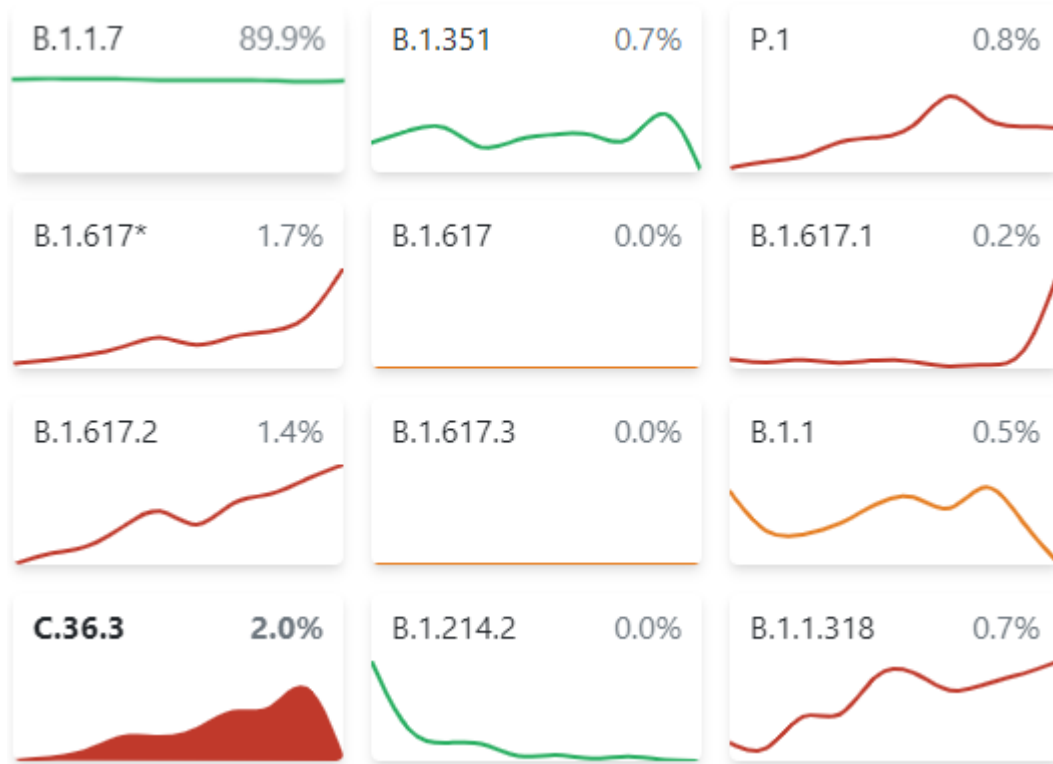 B.1.1.7 89.9%
B.1.351 0.7%
P.1 0.8%
B.1.617* 1.7%
B.1.617 0.0%
B.1.617.1 0.2%
B.1.617.2 1.4%
B.1.617.3 0.0%
B.1.1 0.5%
C.36.3 2.0%
B.1.214.2 0.0%
B.1.1.318 0.7%